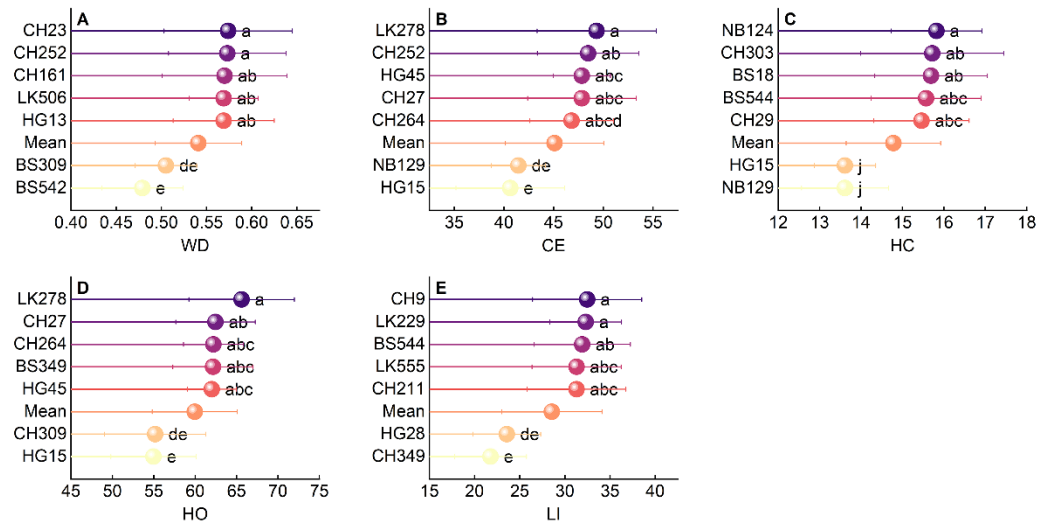 A
CH23 a
CH252 a
CH161 ab
LK506 ab
HG13 ab
Mean
BS309 de
BS542 e
0.40 0.45 0.50 0.55 0.60 0.65
WD
B
LK278 a
CH252 ab
HG45 abc
CH27 abc
CH264 abcd
Mean
NB129 de
HG15 e
35 40 45 50 55
CE
C
NB124 a
CH303 ab
BS18 ab
BS544 abc
CH29 abc
Mean
HG15 j
NB129 j
12 13 14 15 16 17 18
HC
D
LK278 a
CH27 ab
CH264 abc
BS349 abc
HG45 abc
Mean
CH309 de
HG15 e
45 50 55 60 65 70 75
HO
E
CH9 a
LK229 a
BS544 ab
LK555 abc
CH211 abc
Mean
HG28 de
CH349 e
15 20 25 30 35 40
LI